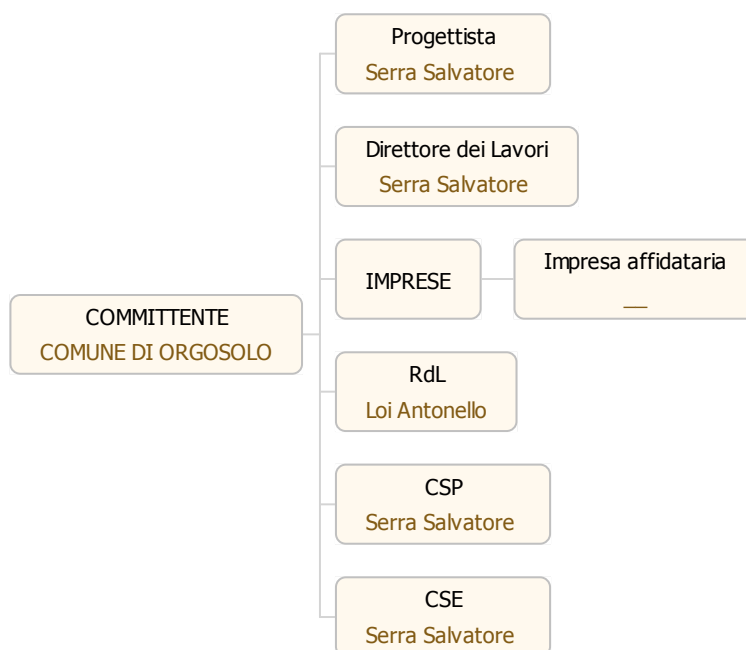 Progettista
Serra Salvatore
Direttore dei Lavori
Serra Salvatore
IMPRESE
Impresa affidataria
__
COMMITTENTE
COMUNE DI ORGOSOLO
RdL
Loi Antonello
CSP
Serra Salvatore
CSE
Serra Salvatore